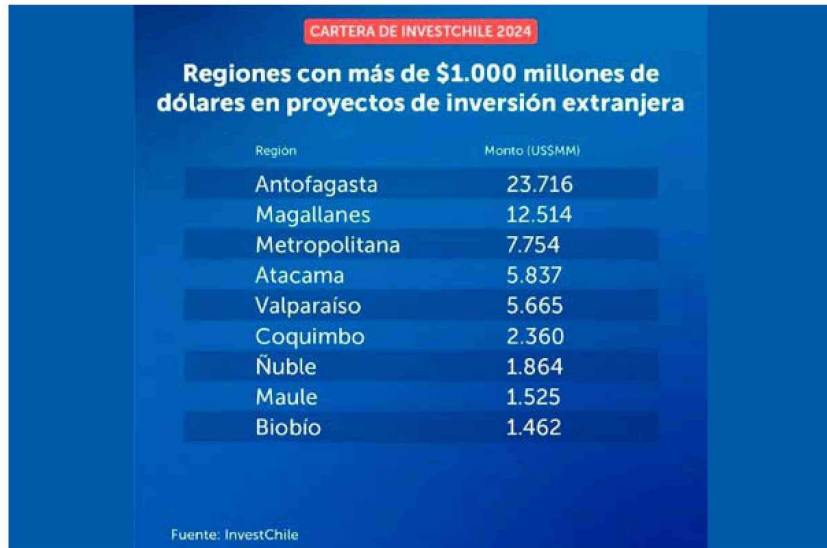 CARTERA DE INVESTCHILE 2024
Regiones con más de $1.000 millones de
dólares en proyectos de inversión extranjera
Región Monto (US$MM)
Antofagasta 23.716
Magallanes 12.514
Metropolitana 7.754
Atacama 5.837
Valparaíso 5.665
Coquimbo 2.360
Ñuble 1.864
Maule 1.525
Biobío 1.462
Fuente: InvestChile